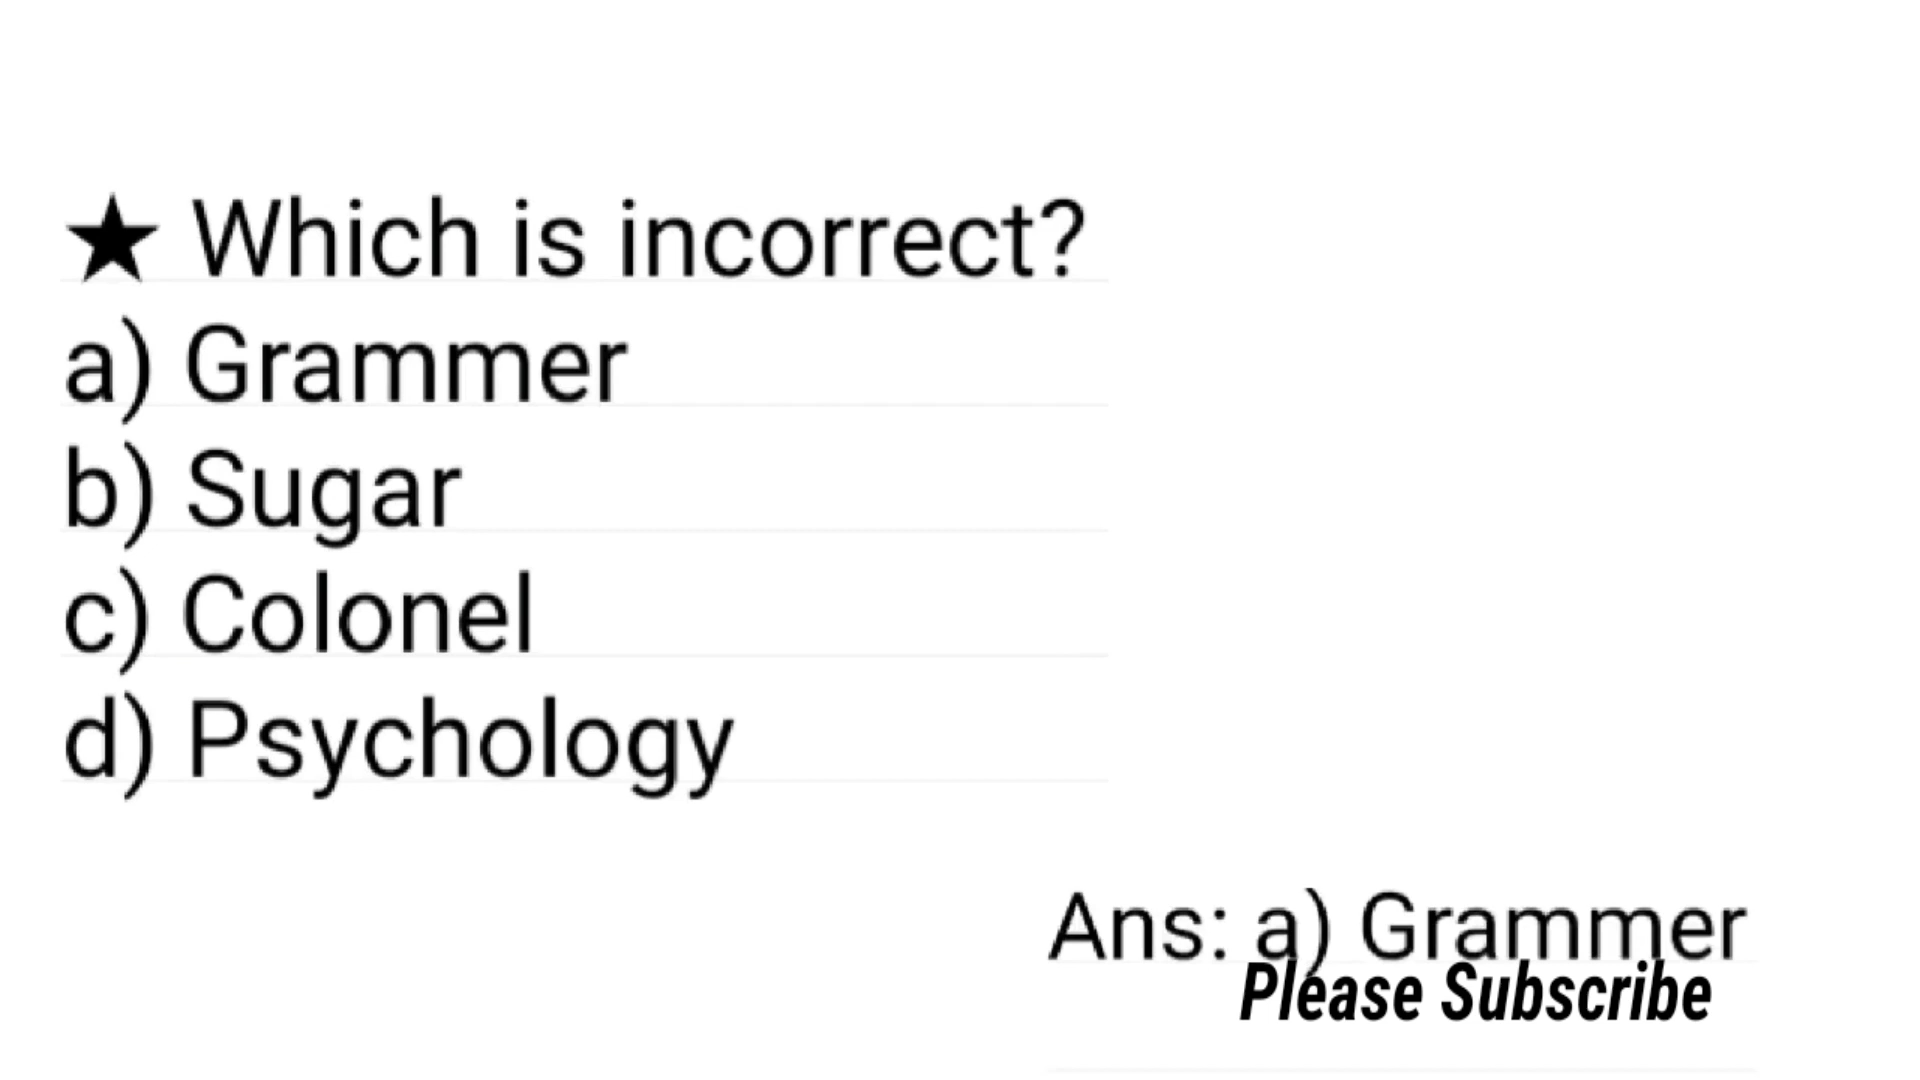 ★ Which is incorrect?
a) Grammer
b) Sugar
c) Colonel
d) Psychology
Ans: a) Grammer
Please Subscribe